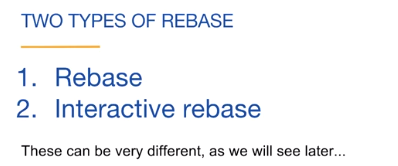 TWO TYPES OF REBASE
1. Rebase
2. Interactive rebase
These can be very different, as we will see later...